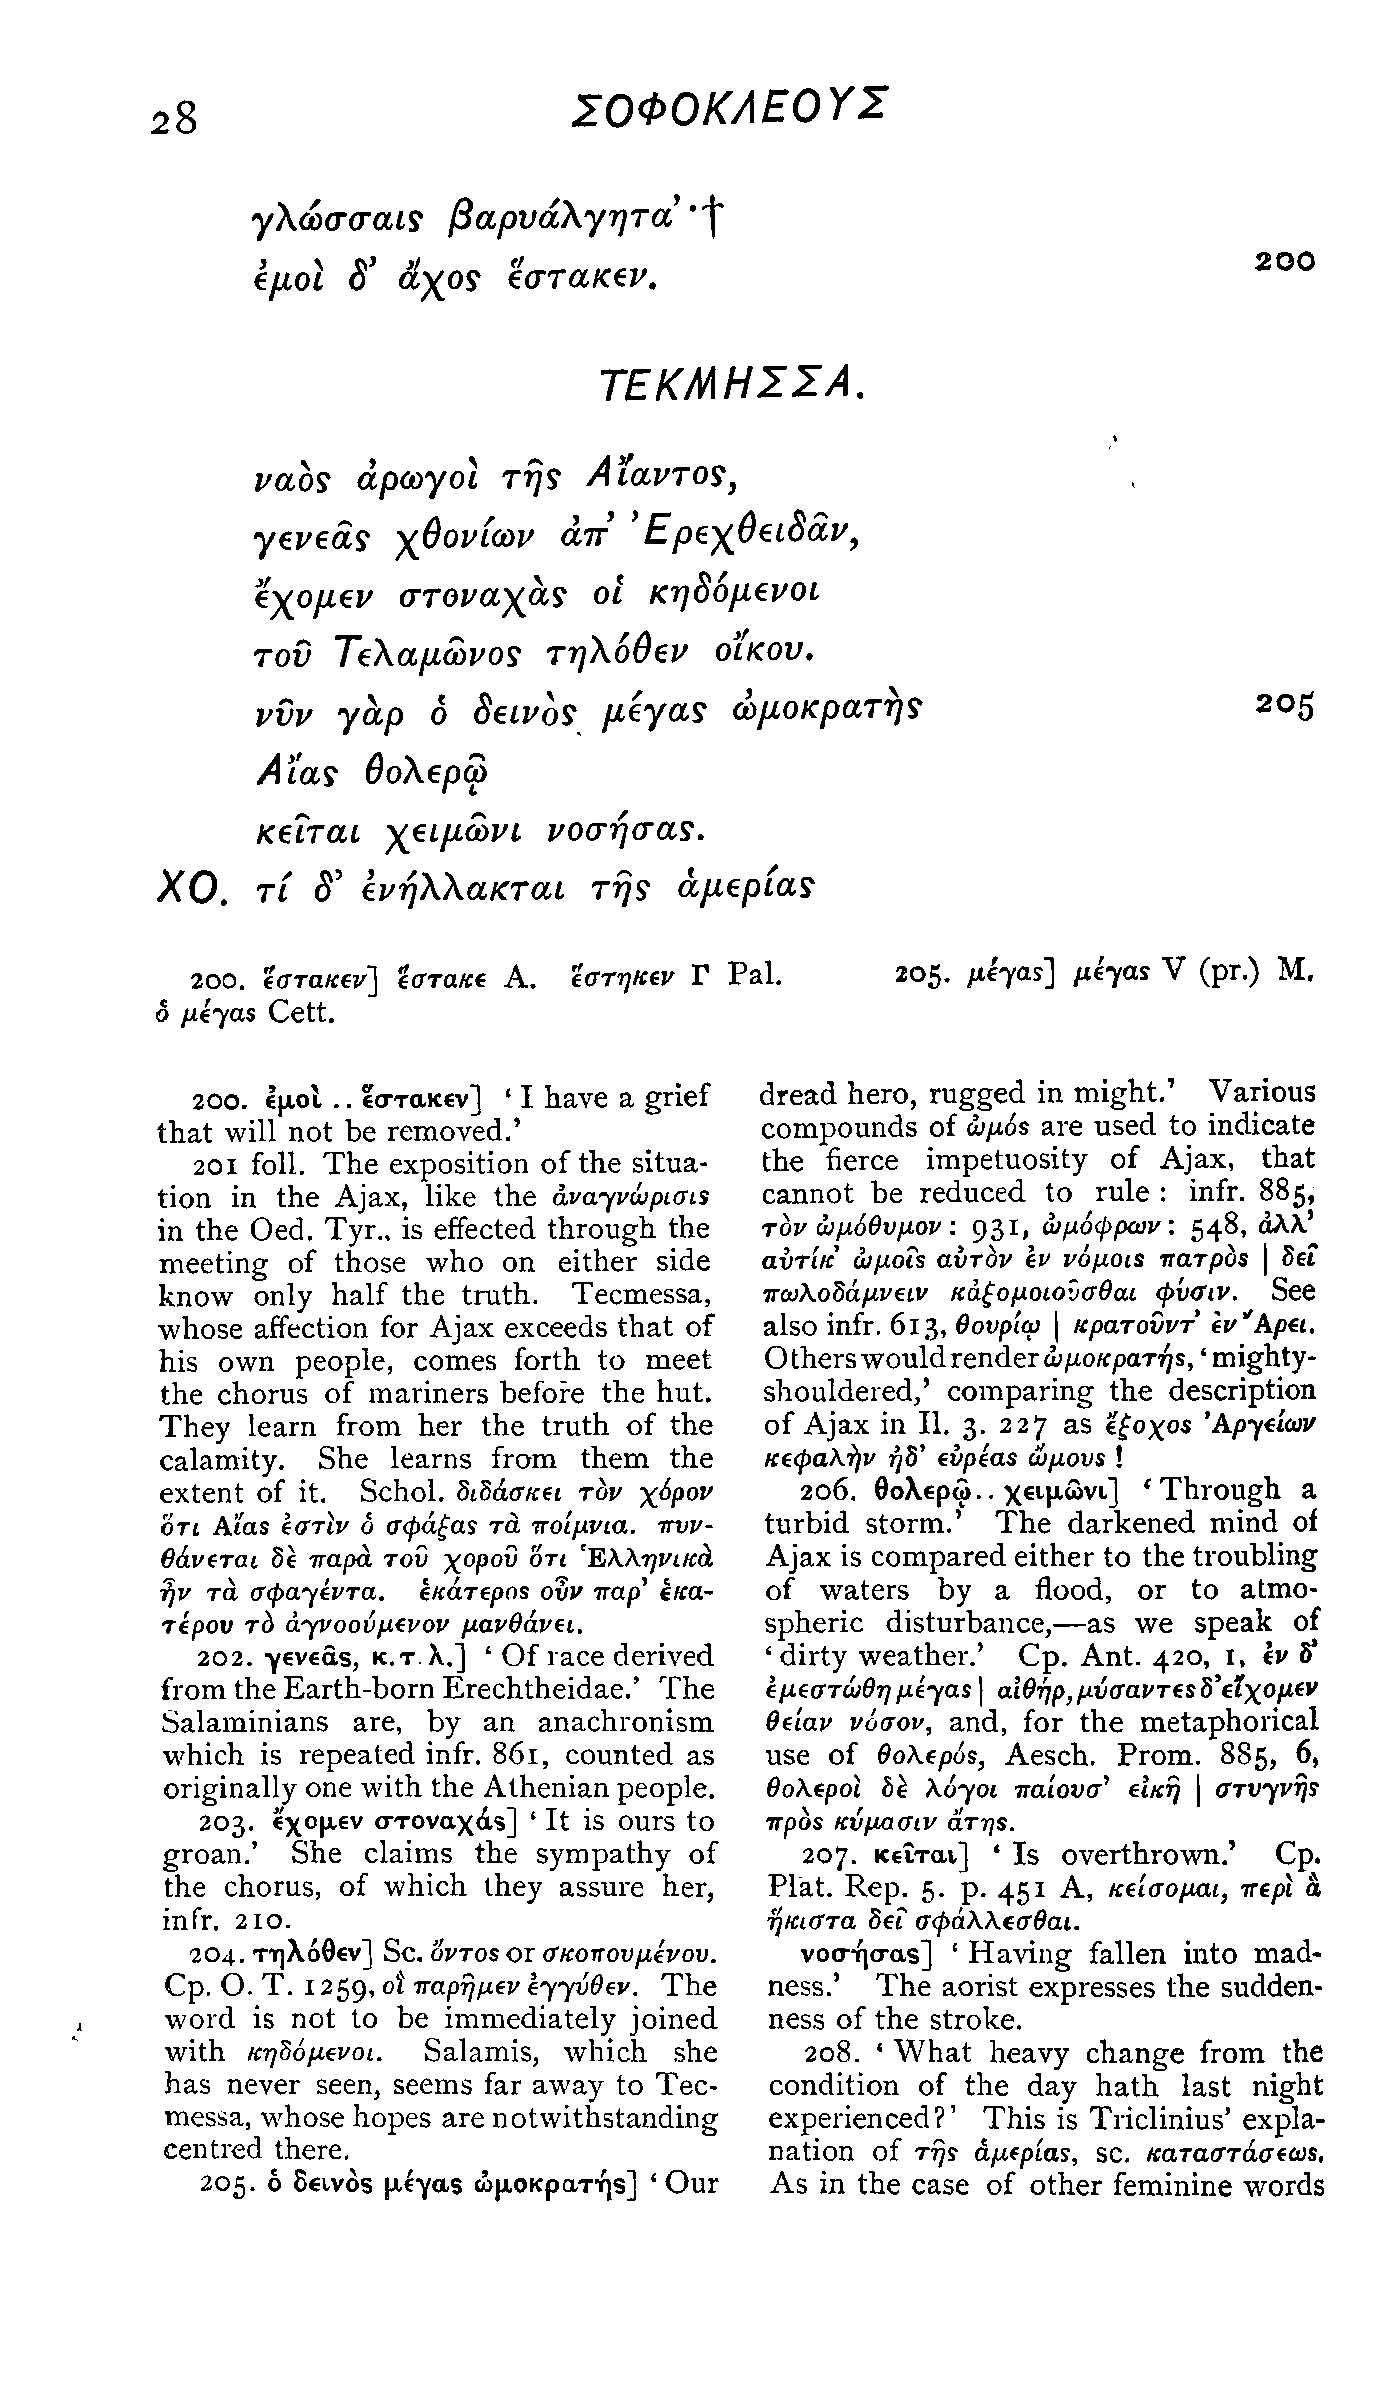 28 ΣΟΦΟΚΛΕΟΥΣ
γλώσσαις βαρυάλγητα’·†
ἐμοὶ δ’ ἄχος ἕστακεν. 200
ΤΕΚΜΗΣΣΑ.
ναὸς ἀρωγοὶ τῆς Αἴαντος,
γενεᾶς χθονίων ἀπ’ Ἐρεχθειδᾶν,
ἔχομεν στοναχὰς οἱ κηδόμενοι
τοῦ Τελαμῶνος τηλόθεν οἴκου.
νῦν γὰρ ὁ δεινὸς μέγας ὠμοκρατὴς 205
Αἴας θολερῷ
κεῖται χειμῶνι νοσήσας.
ΧΟ. τί δ’ ἐνήλλακται τῆς ἁμερίας
200. ἕστακεν] ἕστακε Α. ἕστηκεν Γ Pal. 205. μέγας] μέγας V (pr.) M.
ὁ μέγας Cett.
200. ἐμοὶ .. ἕστακεν] ‘I have a grief
that will not be removed.’
201 foll. The exposition of the situa-
tion in the Ajax, like the ἀναγνώρισις
in the Oed. Tyr., is effected through the
meeting of those who on either side
know only half the truth. Tecmessa,
whose affection for Ajax exceeds that of
his own people, comes forth to meet
the chorus of mariners before the hut.
They learn from her the truth of the
calamity. She learns from them the
extent of it. Schol. διδάσκει τὸν χόρον
ὅτι Αἴας ἐστὶν ὁ σφάξας τὰ ποίμνια. πυν-
θάνεται δὲ παρὰ τοῦ χοροῦ ὅτι Ἑλληνικὰ
ἦν τὰ σφαγέντα. ἑκάτερος οὖν παρ’ ἑκα-
τέρου τὸ ἀγνοούμενον μανθάνει.
202. γενεᾶς, κ.τ.λ.] ‘Of race derived
from the Earth-born Erechtheidae.’ The
Salaminians are, by an anachronism
which is repeated infr. 861, counted as
originally one with the Athenian people.
203. ἔχομεν στοναχάς] ‘It is ours to
groan.’ She claims the sympathy of
the chorus, of which they assure her,
infr. 210.
204. τηλόθεν] Sc. ὄντος or σκοπουμένου.
Cp. O. T. 1259, οἳ παρῆμεν ἐγγύθεν. The
word is not to be immediately joined
with κηδόμενοι. Salamis, which she
has never seen, seems far away to Tec-
messa, whose hopes are notwithstanding
centred there.
205. ὁ δεινὸς μέγας ὠμοκρατής] ‘Our
dread hero, rugged in might.’ Various
compounds of ὠμός are used to indicate
the fierce impetuosity of Ajax, that
cannot be reduced to rule : infr. 885,
τὸν ὠμόθυμον : 931, ὠμόφρων : 548, ἀλλ’
αὐτίκ’ ὠμοῖς αὐτὸν ἐν νόμοις πατρὸς | δεῖ
πωλοδάμνειν κἀξομοιοῦσθαι φύσιν. See
also infr. 613, θουρίῳ | κρατοῦντ’ ἐν Ἄρει.
Others would render ὠμοκρατής, ‘mighty-
shouldered,’ comparing the description
of Ajax in Il. 3. 227 as ἔξοχος Ἀργείων
κεφαλὴν ἠδ’ εὐρέας ὤμους !
206. θολερῷ .. χειμῶνι] ‘Through a
turbid storm.’ The darkened mind of
Ajax is compared either to the troubling
of waters by a flood, or to atmo-
spheric disturbance,—as we speak of
‘dirty weather.’ Cp. Ant. 420, 1, ἐν δ’
ἐμεστώθη μέγας | αἰθήρ, μύσαντες δ’ εἴχομεν
θείαν νόσον, and, for the metaphorical
use of θολερός, Aesch. Prom. 885, 6,
θολεροὶ δὲ λόγοι παίουσ’ εἰκῆ | στυγνῆς
πρὸς κύμασιν ἄτης.
207. κεῖται] ‘Is overthrown.’ Cp.
Plat. Rep. 5. p. 451 A, κείσομαι, περὶ ἃ
ἥκιστα δεῖ σφάλλεσθαι.
νοσήσας] ‘Having fallen into mad-
ness.’ The aorist expresses the sudden-
ness of the stroke.
208. ‘What heavy change from the
condition of the day hath last night
experienced?’ This is Triclinius’ expla-
nation of τῆς ἁμερίας, sc. καταστάσεως.
As in the case of other feminine words